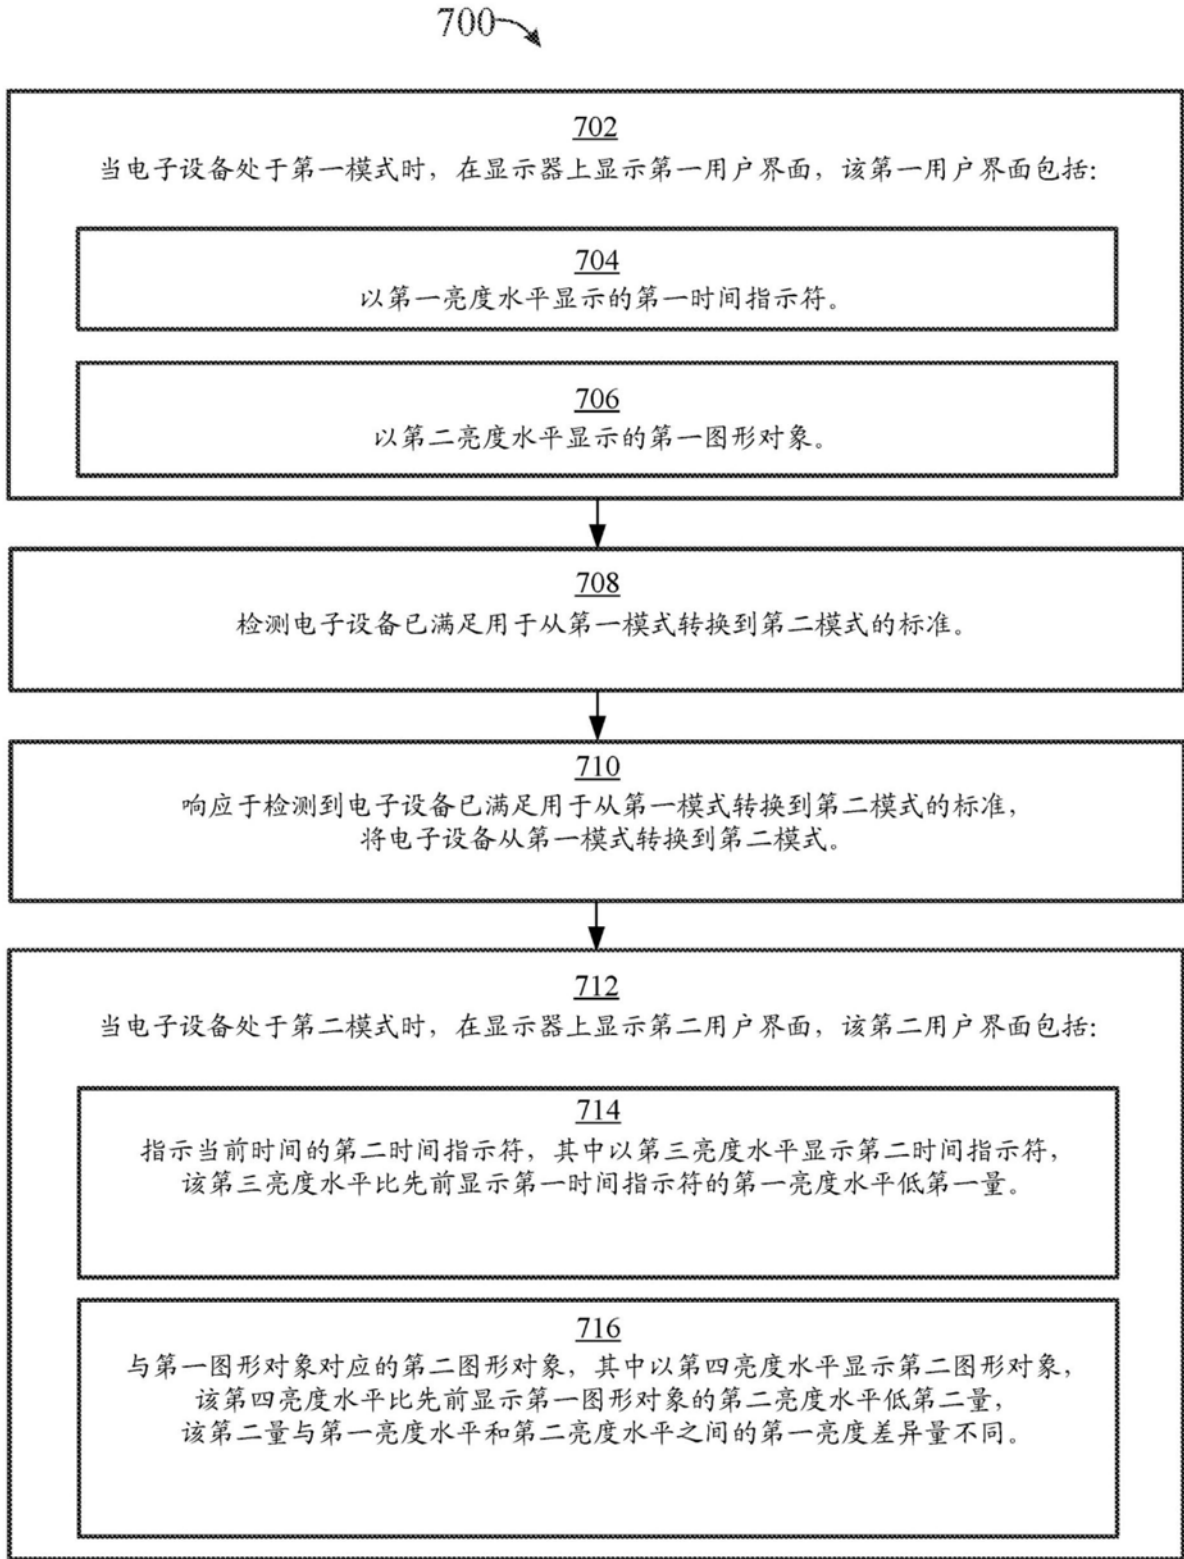 700
702
当电子设备处于第一模式时，在显示器上显示第一用户界面，该第一用户界面包括：
704
以第一亮度水平显示的第一时间指示符。
706
以第二亮度水平显示的第一图形对象。
708
检测电子设备已满足用于从第一模式转换到第二模式的标准。
710
响应于检测到电子设备已满足用于从第一模式转换到第二模式的标准，
将电子设备从第一模式转换到第二模式。
712
当电子设备处于第二模式时，在显示器上显示第二用户界面，该第二用户界面包括：
714
指示当前时间的第二时间指示符，其中以第三亮度水平显示第二时间指示符，
该第三亮度水平比先前显示第一时间指示符的第一亮度水平低第一量。
716
与第一图形对象对应的第二图形对象，其中以第四亮度水平显示第二图形对象，
该第四亮度水平比先前显示第一图形对象的第二亮度水平低第二量，
该第二量与第一亮度水平和第二亮度水平之间的第一亮度差异量不同。